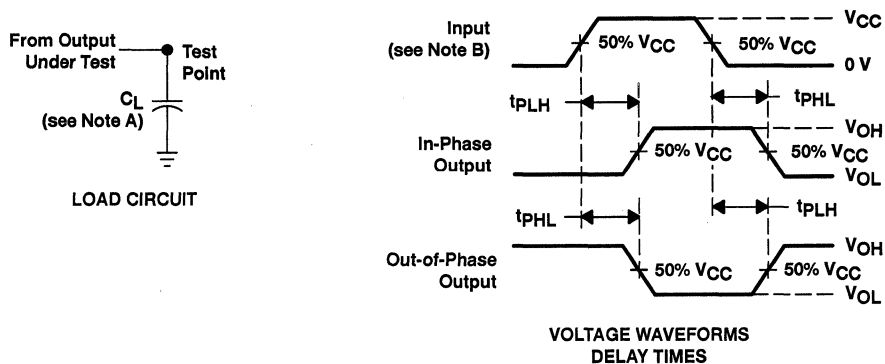 From Output
Under Test
Test
Point
CL
(see Note A)
LOAD CIRCUIT
Input
(see Note B)
50% VCC
50% VCC
VCC
0 V
tPLH
tPHL
In-Phase
Output
50% VCC
50% VCC
VOH
VOL
tPHL
tPLH
Out-of-Phase
Output
50% VCC
50% VCC
VOH
VOL
VOLTAGE WAVEFORMS
DELAY TIMES